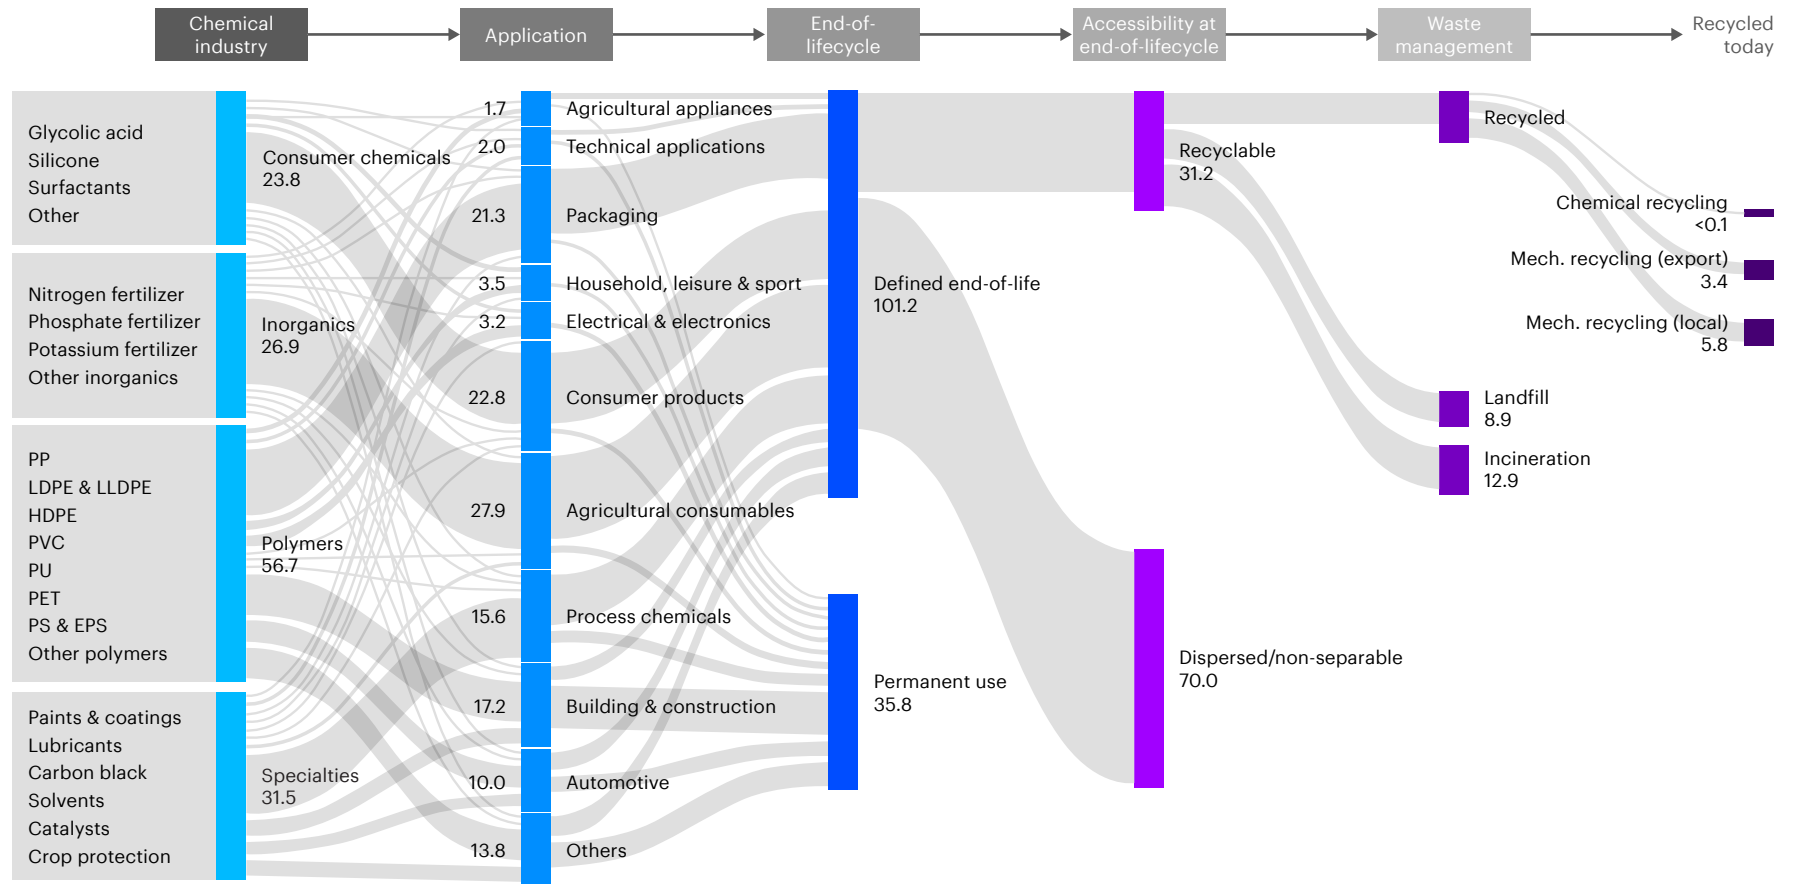 Chemical
industry
Application
End-of-
lifecycle
Accessibility at
end-of-lifecycle
Waste
management
Recycled
today
Glycolic acid
Silicone
Surfactants
Other
Consumer chemicals
23.8
Nitrogen fertilizer
Phosphate fertilizer
Potassium fertilizer
Other inorganics
Inorganics
26.9
PP
LDPE & LLDPE
HDPE
PVC
PU
PET
PS & EPS
Other polymers
Polymers
56.7
Paints & coatings
Lubricants
Carbon black
Solvents
Catalysts
Crop protection
Specialties
31.5
1.7 Agricultural appliances
2.0 Technical applications
21.3 Packaging
3.5 Household, leisure & sport
3.2 Electrical & electronics
22.8 Consumer products
27.9 Agricultural consumables
15.6 Process chemicals
17.2 Building & construction
10.0 Automotive
13.8 Others
Defined end-of-life
101.2
Permanent use
35.8
Recyclable
31.2
Dispersed/non-separable
70.0
Recycled
Landfill
8.9
Incineration
12.9
Chemical recycling
<0.1
Mech. recycling (export)
3.4
Mech. recycling (local)
5.8